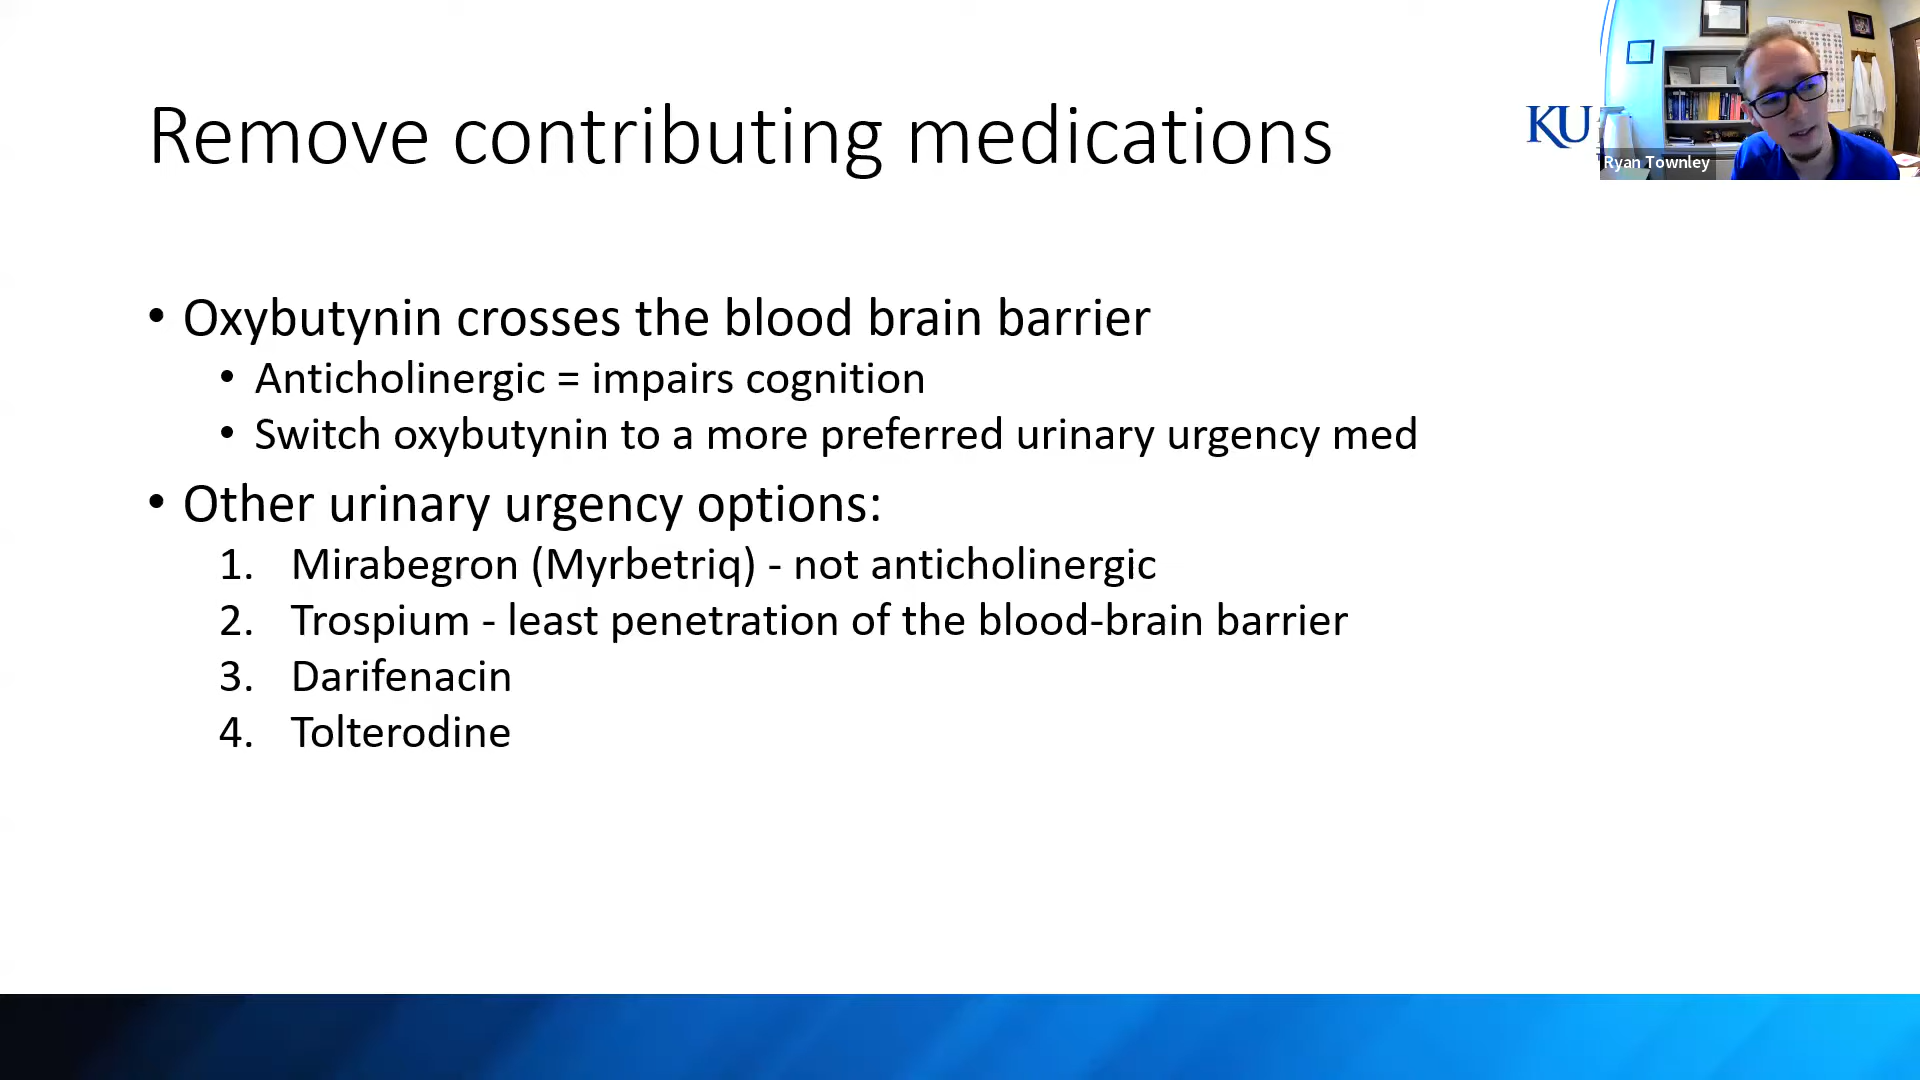 Remove contributing medications
KU
Ryan Townley
• Oxybutynin crosses the blood brain barrier
• Anticholinergic = impairs cognition
• Switch oxybutynin to a more preferred urinary urgency med
• Other urinary urgency options:
1. Mirabegron (Myrbetriq) - not anticholinergic
2. Trospium - least penetration of the blood-brain barrier
3. Darifenacin
4. Tolterodine